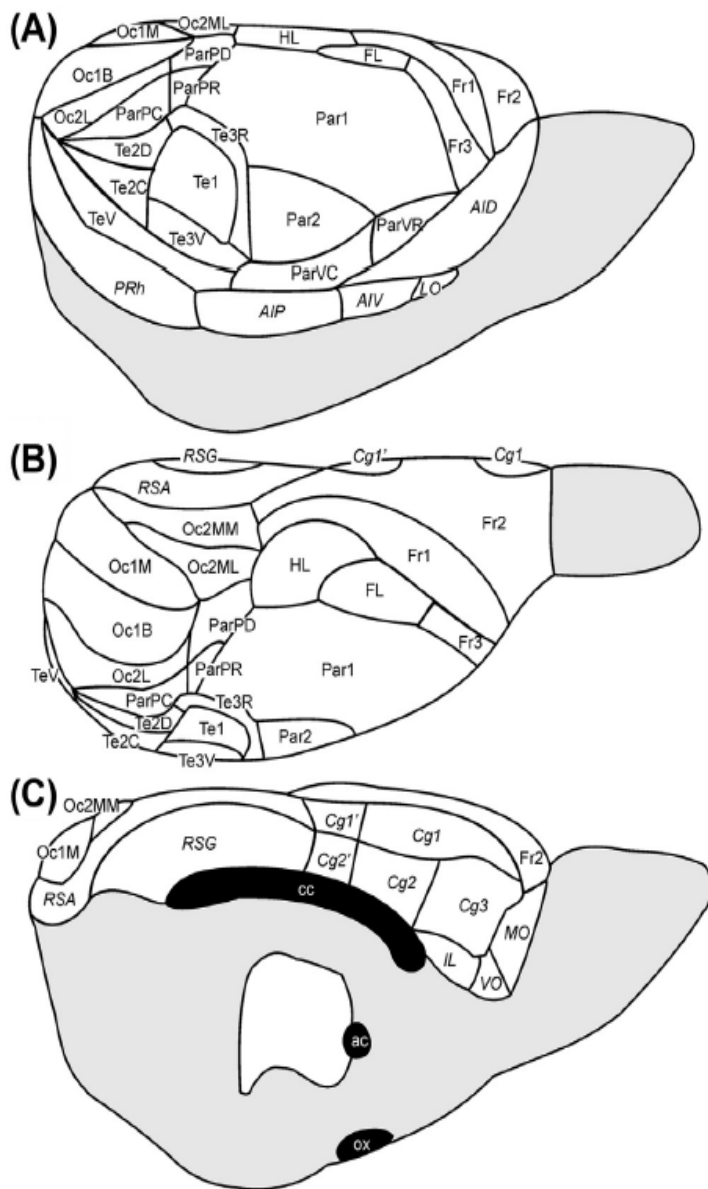 (A)
Oc2ML
Oc1M
HL
ParPD
FL
Oc1B
ParPR
Fr1
Fr2
Oc2L
ParPC
Par1
Te3R
Fr3
Te2D
Te1
Te2C
AID
TeV
Par2
ParVR
Te3V
ParVC
PRh
LO
AIP
AIV
(B)
RSG
Cg1'
Cg1
RSA
Oc2MM
Fr2
Oc1M
Oc2ML
HL
Fr1
FL
Oc1B
ParPD
Fr3
TeV
Oc2L
ParPR
Par1
ParPC
Te3R
Te2D
Te1
Te2C
Par2
Te3V
(C)
Oc2MM
Cg1'
Cg1
Oc1M
RSG
Fr2
Cg2'
RSA
cc
Cg2
Cg3
MO
IL
VO
ac
ox